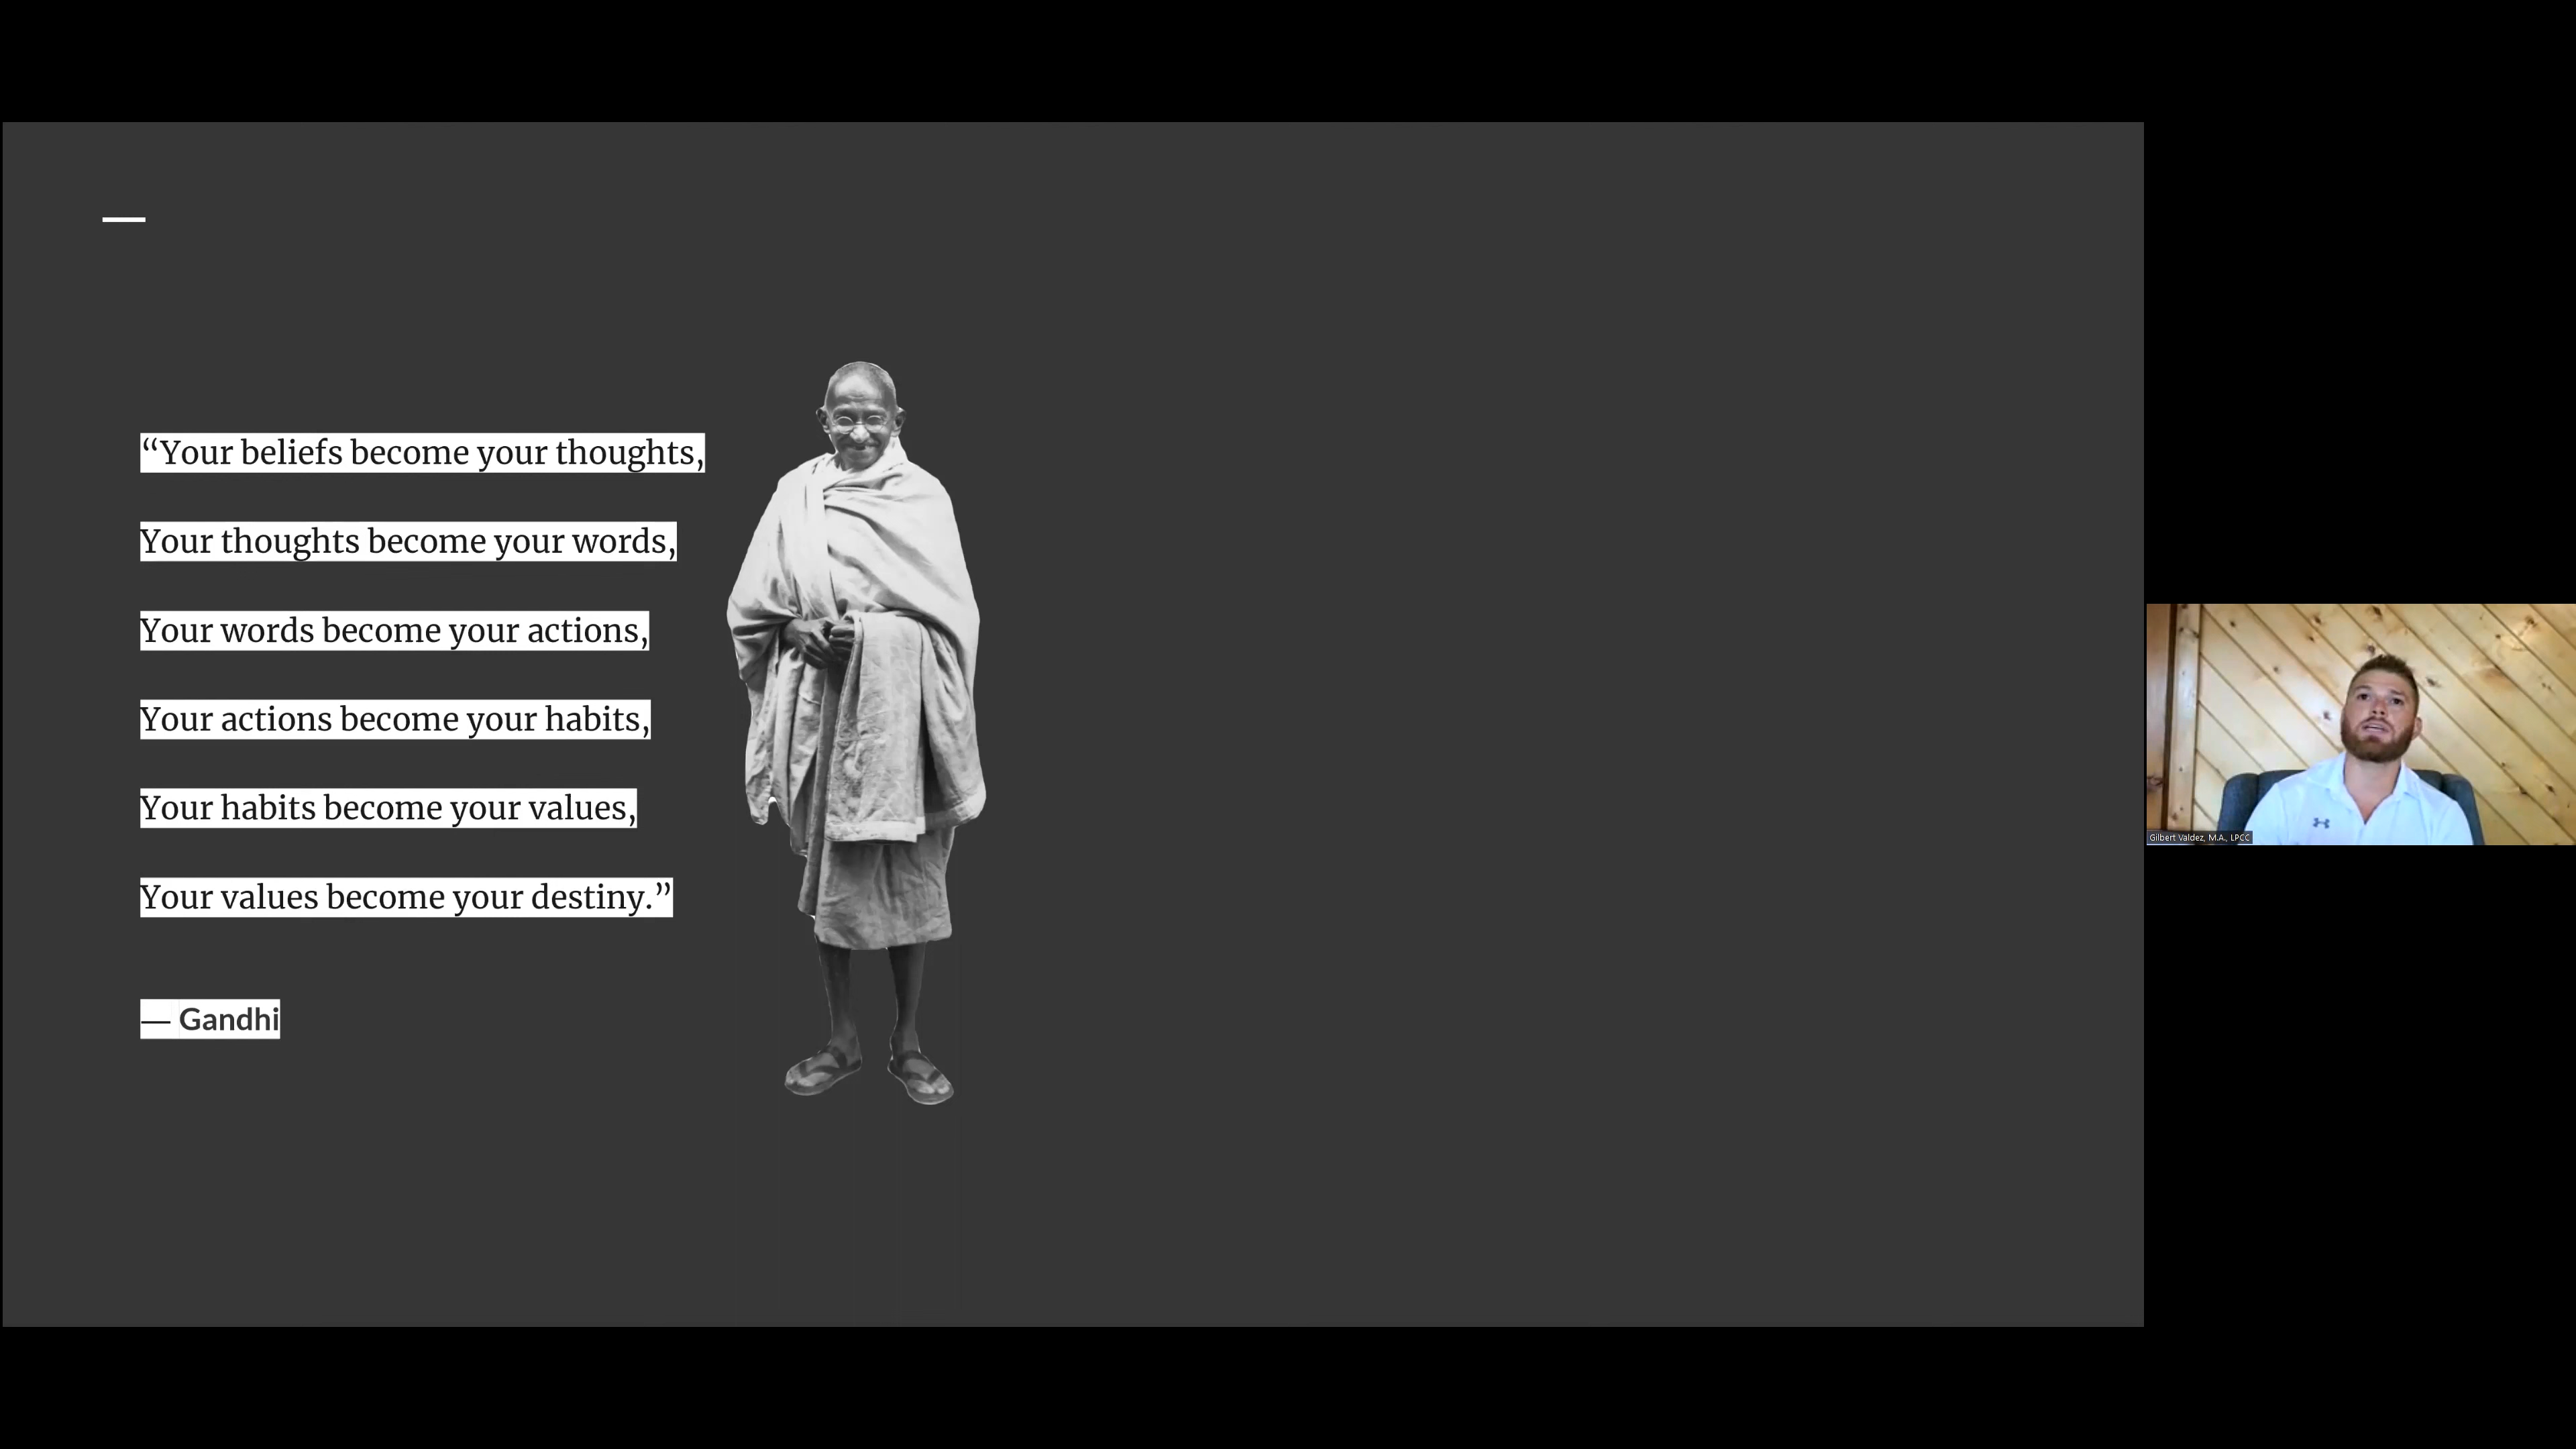 “Your beliefs become your thoughts,
Your thoughts become your words,
Your words become your actions,
Your actions become your habits,
Your habits become your values,
Your values become your destiny.”
— Gandhi
Gilbert Valdez, M.A., LPCC